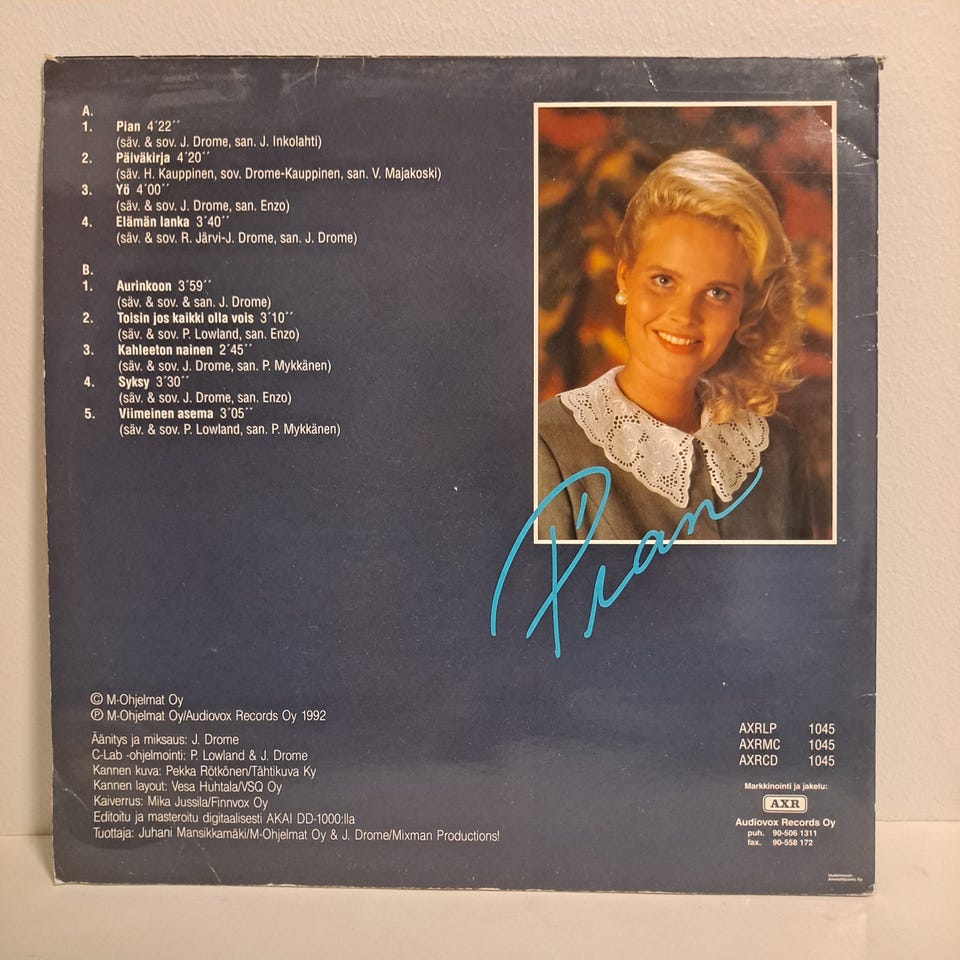 A.
1. Pian 4´22´´
(säv. & sov. J. Drome, san. J. Inkolahti)
2. Päiväkirja 4´20´´
(säv. H. Kauppinen, sov. Drome-Kauppinen, san. V. Majakoski)
3. Yö 4´00´´
(säv. & sov. J. Drome, san. Enzo)
4. Elämän lanka 3´40´´
(säv. & sov. R. Järvi-J. Drome, san. J. Drome)
B.
1. Aurinkoon 3´59´´
(säv. & sov. & san. J. Drome)
2. Toisin jos kaikki olla vois 3´10´´
(säv. & sov. P. Lowland, san. Enzo)
3. Kahleeton nainen 2´45´´
(säv. & sov. J. Drome, san. P. Mykkänen)
4. Syksy 3´30´´
(säv. & sov. J. Drome, san. Enzo)
5. Viimeinen asema 3´05´´
(säv. & sov. P. Lowland, san. P. Mykkänen)
Pian
© M-Ohjelmat Oy
℗ M-Ohjelmat Oy/Audiovox Records Oy 1992
Äänitys ja miksaus: J. Drome
C-Lab -ohjelmointi: P. Lowland & J. Drome
Kannen kuva: Pekka Rötkönen/Tähtikuva Ky
Kannen layout: Vesa Huhtala/VSQ Oy
Kaiverrus: Mika Jussila/Finnvox Oy
Editoitu ja masteroitu digitaalisesti AKAI DD-1000:lla
Tuottaja: Juhani Mansikkamäki/M-Ohjelmat Oy & J. Drome/Mixman Productions!
AXRLP 1045
AXRMC 1045
AXRCD 1045
Markkinointi ja jakelu:
AXR
Audiovox Records Oy
puh. 90-506 1311
fax. 90-558 172